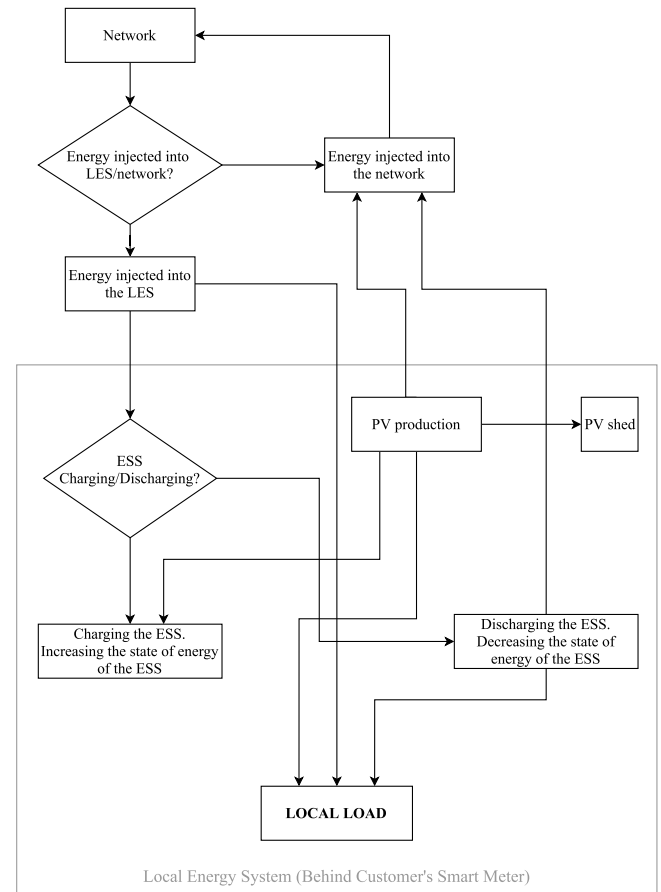 Network
Energy injected into
LES/network?
Energy injected into
the network
Energy injected into
the LES
PV production
PV shed
ESS
Charging/Discharging?
Charging the ESS.
Increasing the state of energy
of the ESS
Discharging the ESS.
Decreasing the state of
energy of the ESS
LOCAL LOAD
Local Energy System (Behind Customer's Smart Meter)